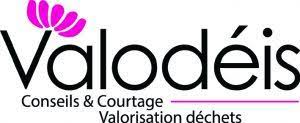 Valodéis
Conseils & Courtage
Valorisation déchets